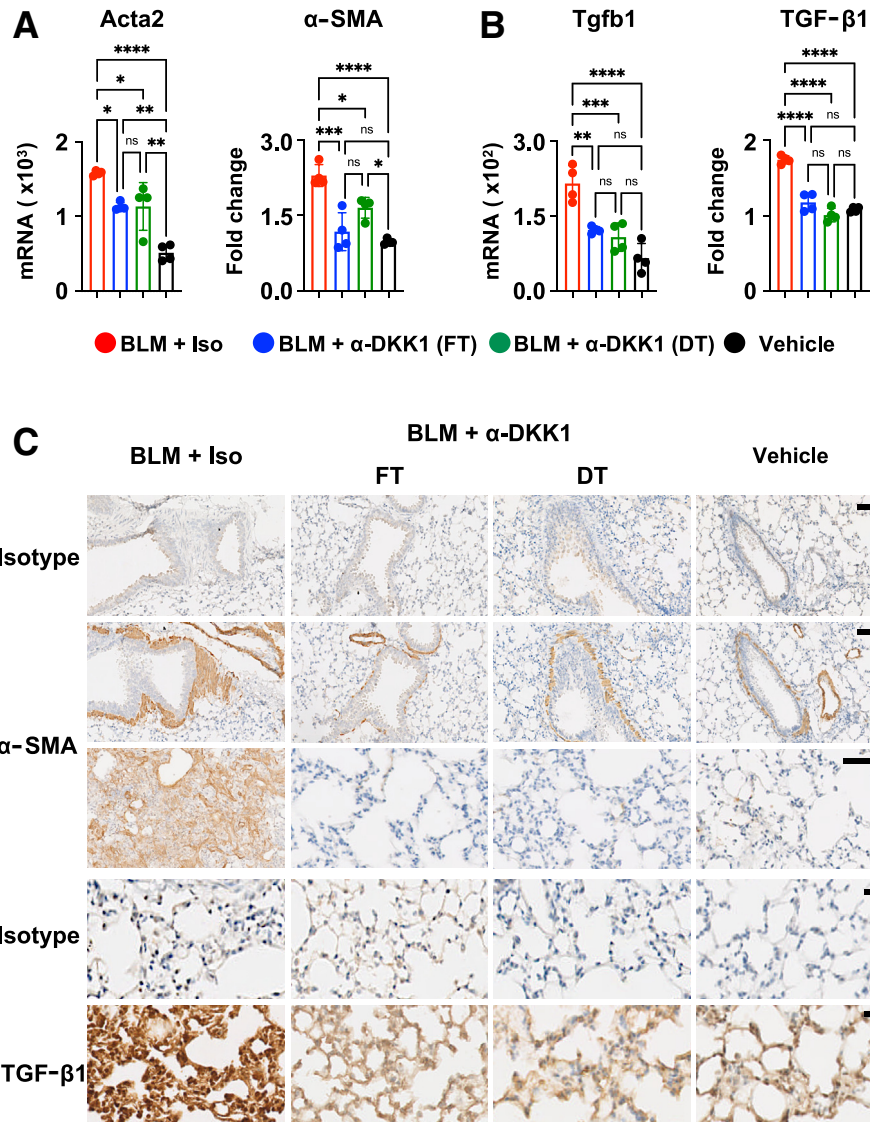 A
Acta2
α-SMA
B
Tgfb1
TGF-β1
****
*
*
**
ns
**
mRNA ( x10³)
2
1
0
****
*
***
ns
ns
*
Fold change
3.0
1.5
0.0
****
***
**
ns
ns
ns
mRNA ( x10²)
3.0
1.5
0.0
****
****
****
ns
ns
ns
Fold change
2
1
0
BLM + Iso
BLM + α-DKK1 (FT)
BLM + α-DKK1 (DT)
Vehicle
C
BLM + Iso
BLM + α-DKK1
FT
DT
Vehicle
Isotype
α-SMA
Isotype
TGF-β1